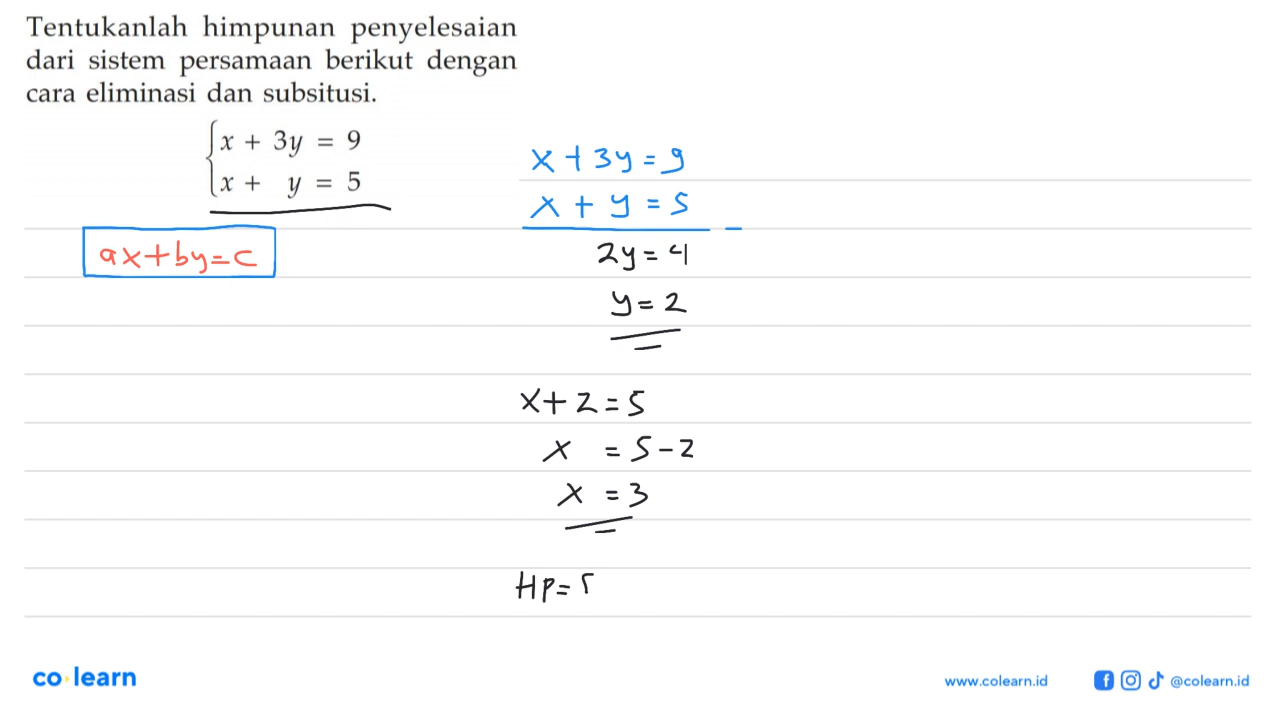 Tentukanlah himpunan penyelesaian
dari sistem persamaan berikut dengan
cara eliminasi dan subsitusi.
x + 3y = 9
x + y = 5
ax+by=c
x+3y=9
x+y=5
2y=4
y=2
x+2=5
x =5-2
x =3
HP=
co learn
www.colearn.id
@colearn.id